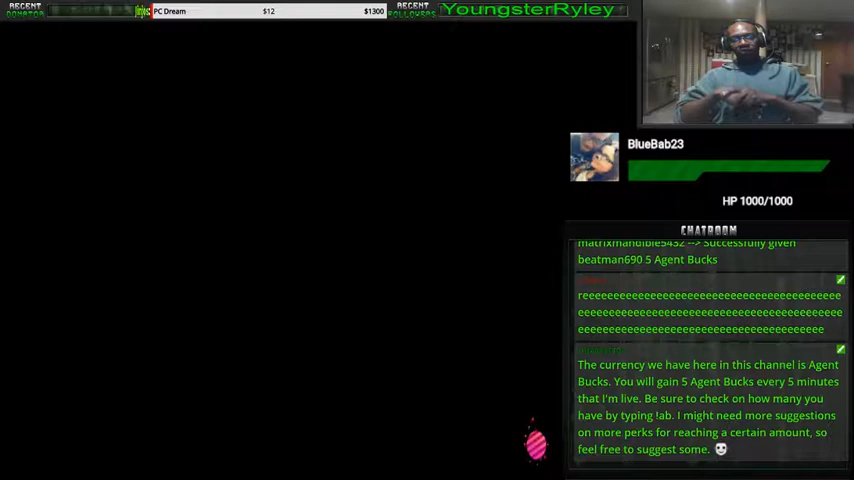 RECENT
DONATOR
PC Dream $12 $1300
RECENT
FOLLOWERS
YoungsterRyley
BlueBab23
HP 1000/1000
CHATROOM
matrixmandible5432 --> Successfully given
beatman690 5 Agent Bucks
reeeeeeeeeeeeeeeeeeeeeeeeeeeeeeeeeeeeeeeee
eeeeeeeeeeeeeeeeeeeeeeeeeeeeeeeeeeeeeeeeee
eeeeeeeeeeeeeeeeeeeeeeeeeeeeeeeeeeeeeee
The currency we have here in this channel is Agent
Bucks. You will gain 5 Agent Bucks every 5 minutes
that I'm live. Be sure to check on how many you
have by typing !ab. I might need more suggestions
on more perks for reaching a certain amount, so
feel free to suggest some.